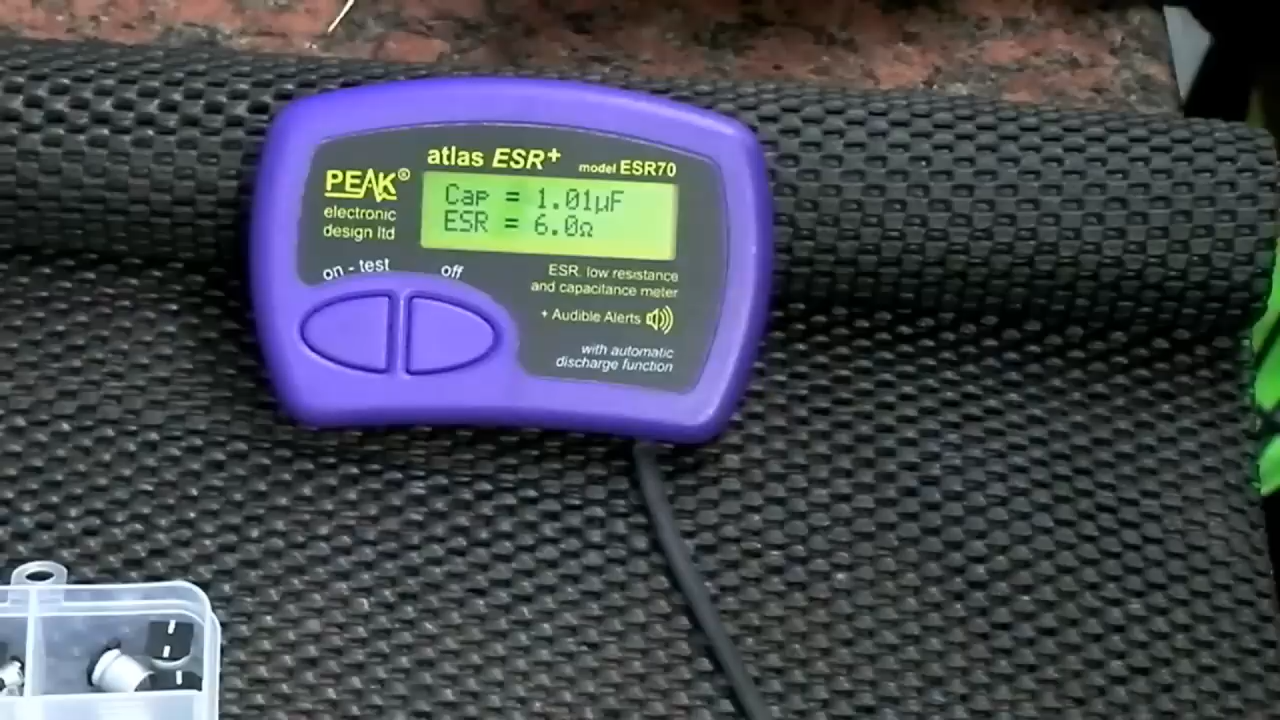 atlas ESR+ model ESR70
PEAK®
electronic
design ltd
Cap = 1.01µF
ESR = 6.0Ω
on - test
off
ESR, low resistance
and capacitance meter
+ Audible Alerts
with automatic
discharge function